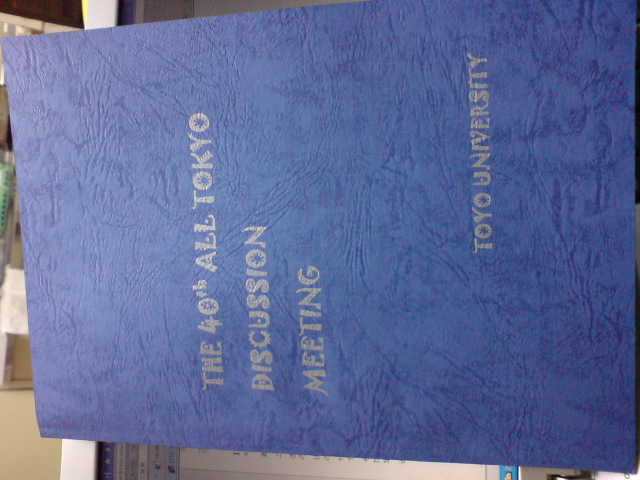 THE 40th ALL TOKYO
DISCUSSION
MEETING
TOYO UNIVERSITY